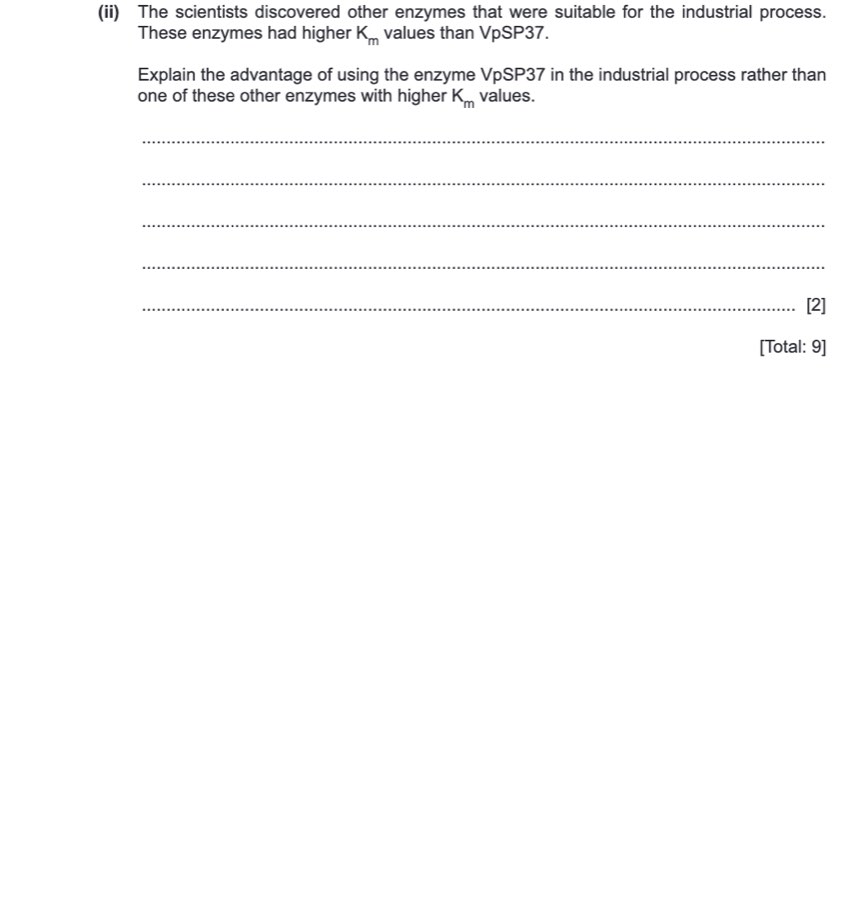 (ii) The scientists discovered other enzymes that were suitable for the industrial process.
These enzymes had higher Km values than VpSP37.
Explain the advantage of using the enzyme VpSP37 in the industrial process rather than
one of these other enzymes with higher Km values.
[2]
[Total: 9]